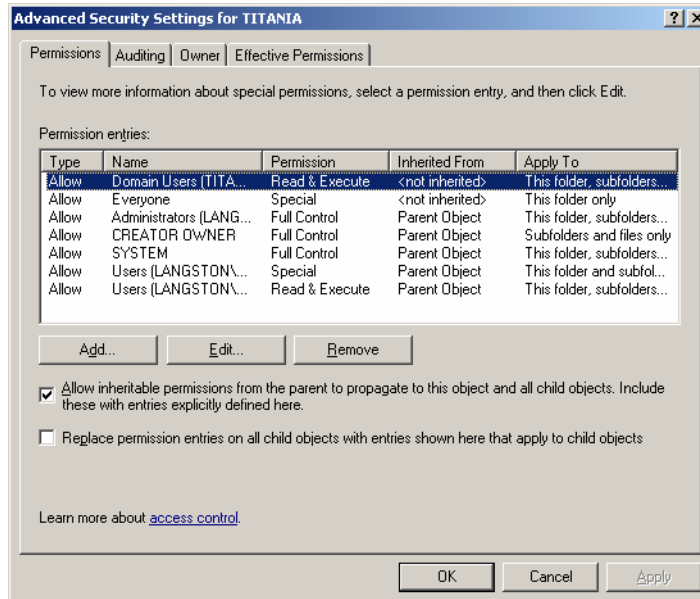 Advanced Security Settings for TITANIA
Permissions Auditing Owner Effective Permissions
To view more information about special permissions, select a permission entry, and then click Edit.
Permission entries:
Type Name Permission Inherited From Apply To
Allow Domain Users (TITA... Read & Execute <not inherited> This folder, subfolders...
Allow Everyone Special <not inherited> This folder only
Allow Administrators (LANG... Full Control Parent Object This folder, subfolders...
Allow CREATOR OWNER Full Control Parent Object Subfolders and files only
Allow SYSTEM Full Control Parent Object This folder, subfolders...
Allow Users (LANGSTON\... Special Parent Object This folder and subfol...
Allow Users (LANGSTON\... Read & Execute Parent Object This folder, subfolders...
Add... Edit... Remove
Allow inheritable permissions from the parent to propagate to this object and all child objects. Include
these with entries explicitly defined here.
Replace permission entries on all child objects with entries shown here that apply to child objects
Learn more about access control.
OK Cancel Apply